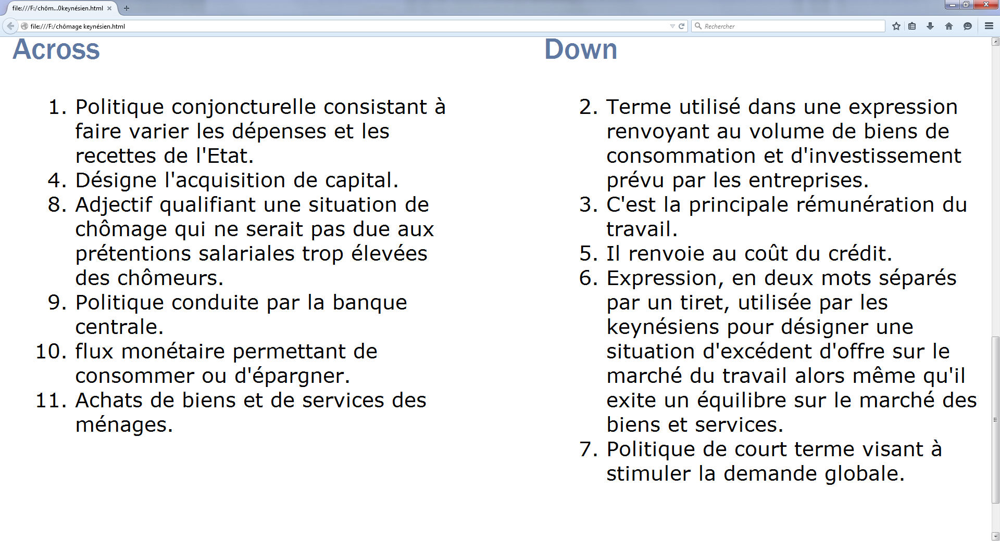 file:///F:/chôm...0keynésien.html
file:///F:/chômage keynésien.html
Rechercher
Across
1. Politique conjoncturelle consistant à
faire varier les dépenses et les
recettes de l'Etat.
4. Désigne l'acquisition de capital.
8. Adjectif qualifiant une situation de
chômage qui ne serait pas due aux
prétentions salariales trop élevées
des chômeurs.
9. Politique conduite par la banque
centrale.
10. flux monétaire permettant de
consommer ou d'épargner.
11. Achats de biens et de services des
ménages.
Down
2. Terme utilisé dans une expression
renvoyant au volume de biens de
consommation et d'investissement
prévu par les entreprises.
3. C'est la principale rémunération du
travail.
5. Il renvoie au coût du crédit.
6. Expression, en deux mots séparés
par un tiret, utilisée par les
keynésiens pour désigner une
situation d'excédent d'offre sur le
marché du travail alors même qu'il
exite un équilibre sur le marché des
biens et services.
7. Politique de court terme visant à
stimuler la demande globale.